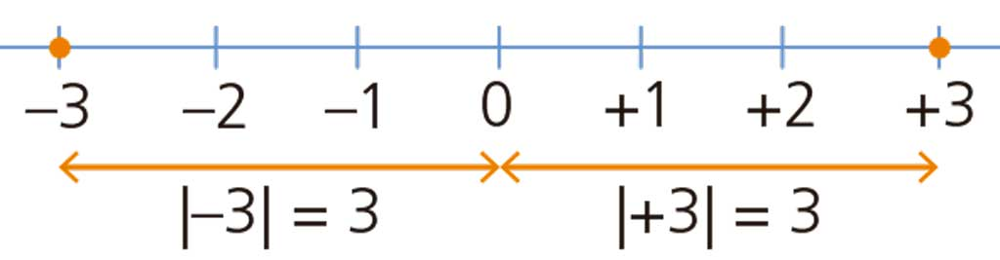 –3 –2 –1 0 +1 +2 +3
|–3| = 3 |+3| = 3